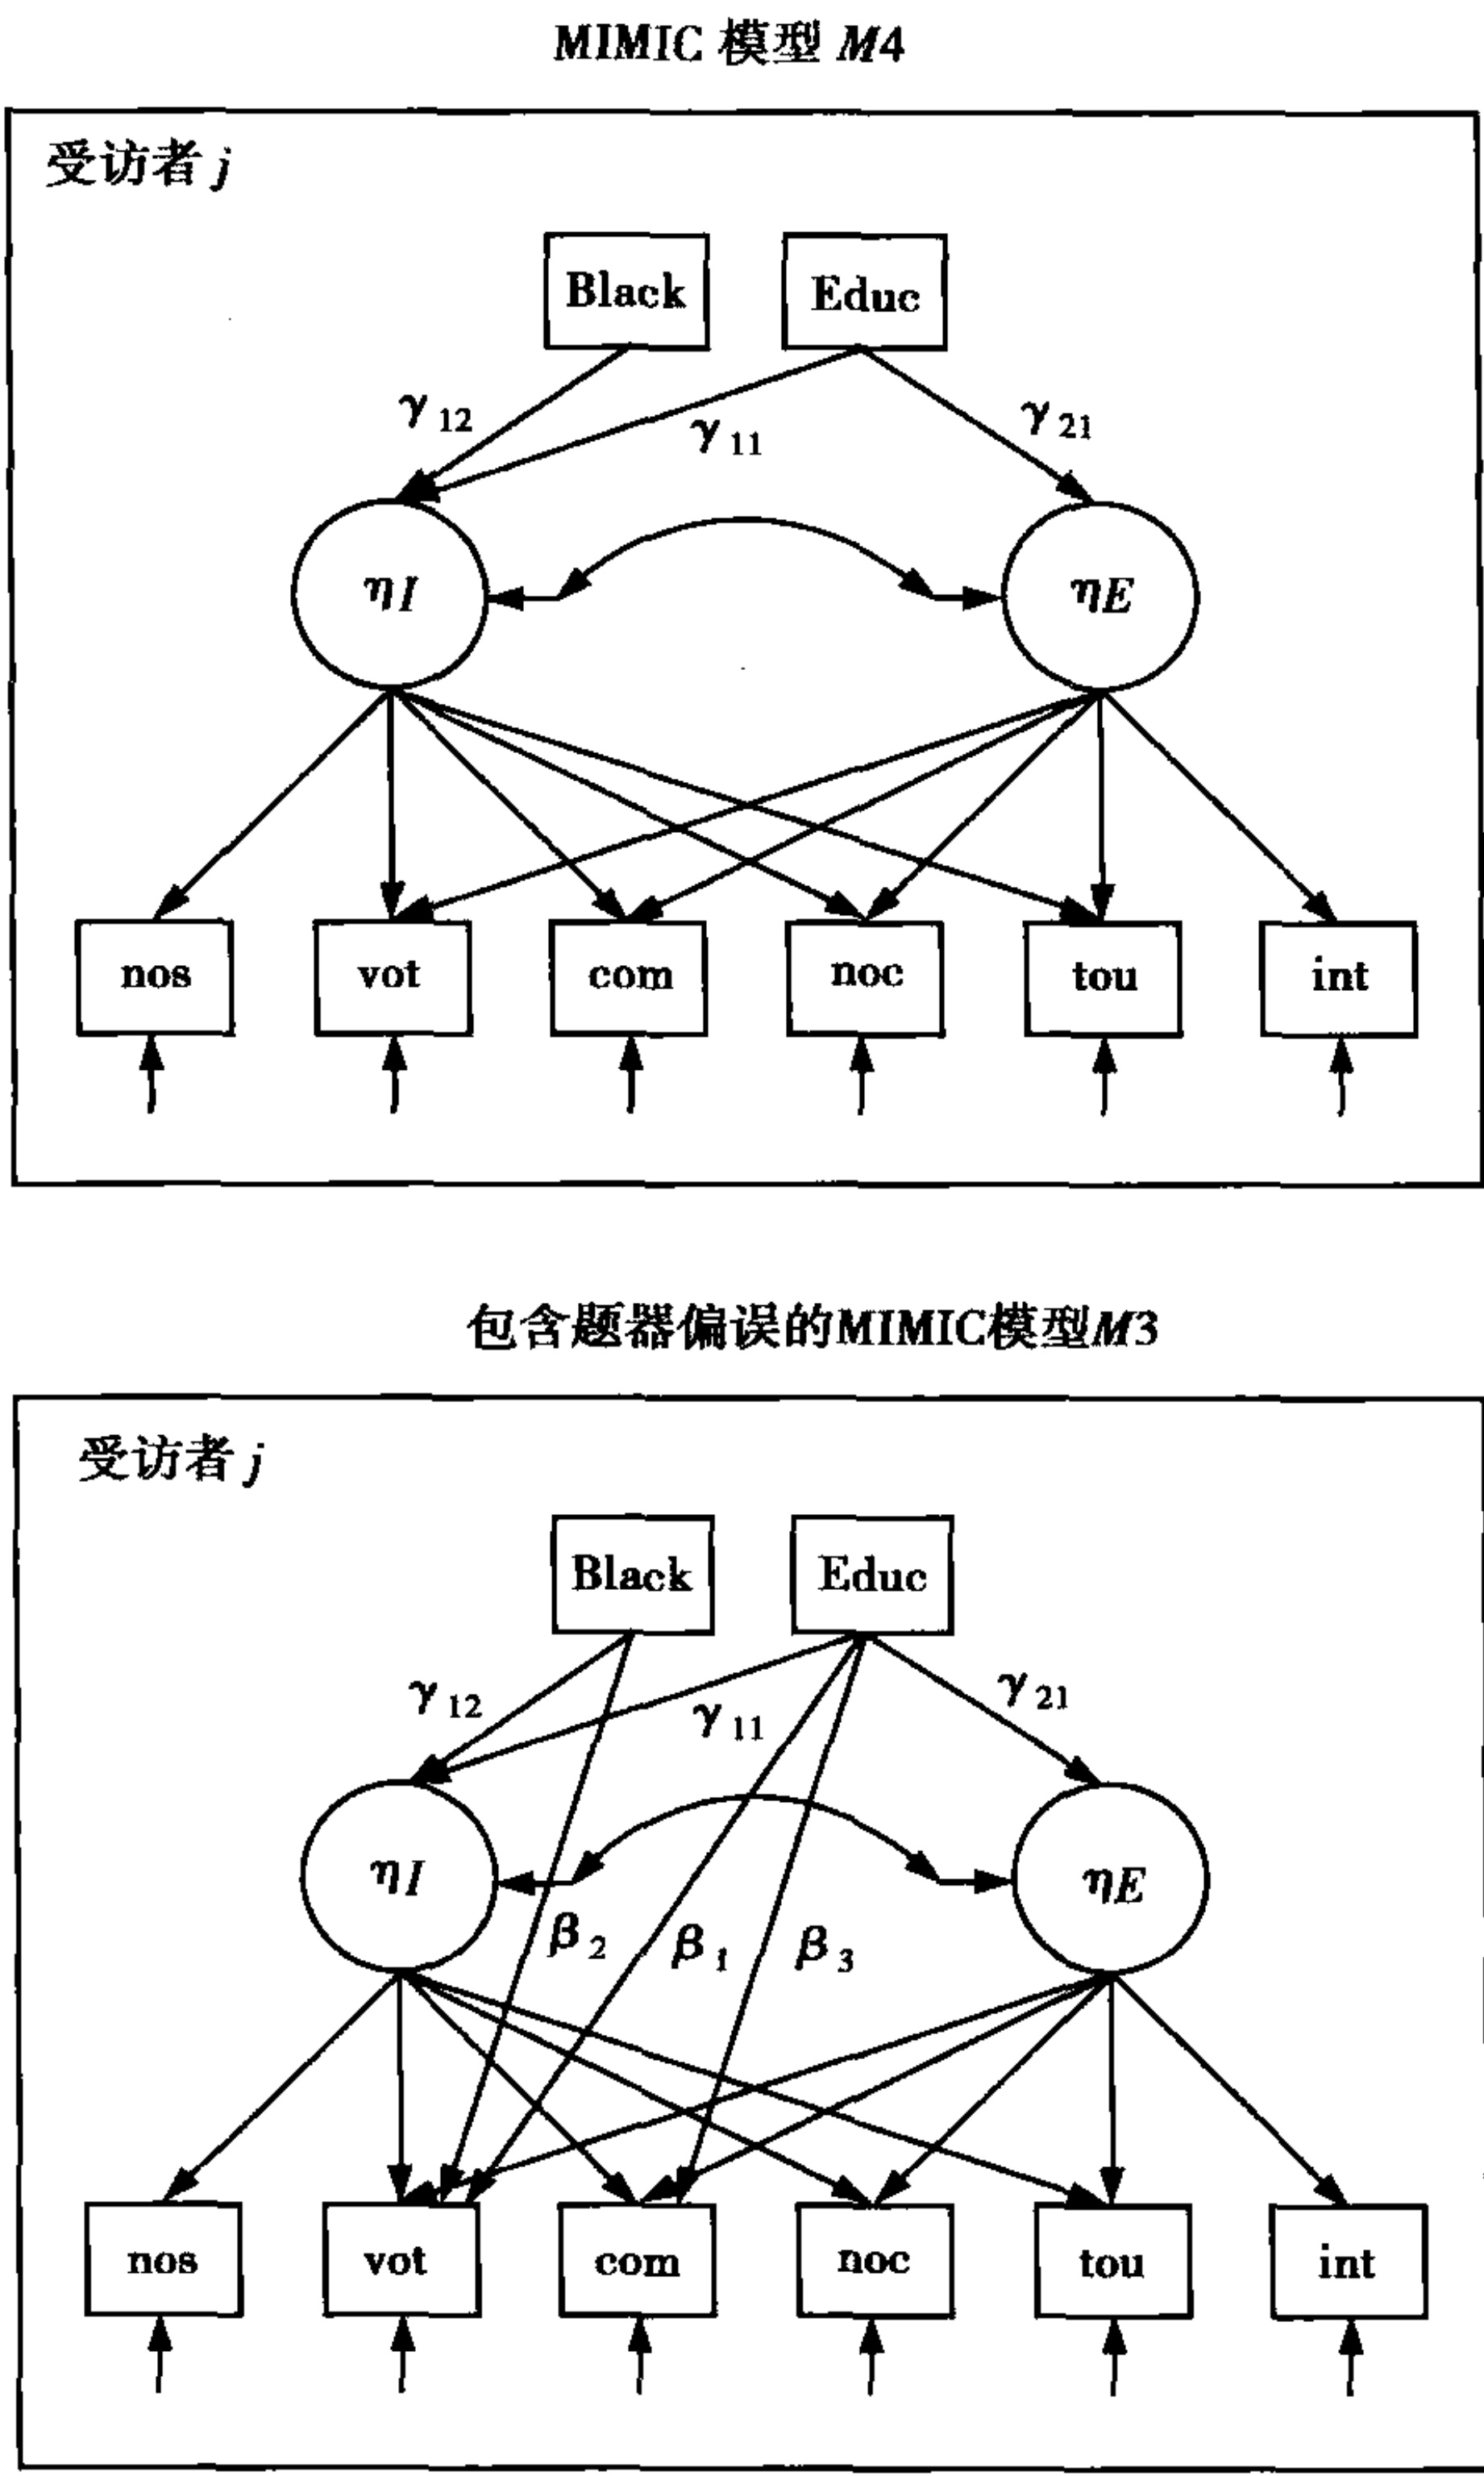 MIMIC 模型 M4
受访者 j
Black Educ
γ12 γ11 γ21
ηI ηE
nos vot com noc tou int
包含题器偏误的MIMIC模型M3
受访者 j
Black Educ
γ12 γ11 γ21
ηI ηE
β2 β1 β3
nos vot com noc tou int